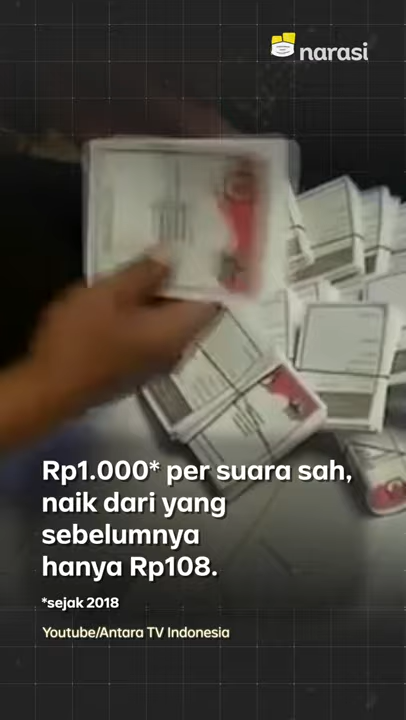 narasi
Rp1.000* per suara sah,
naik dari yang
sebelumnya
hanya Rp108.
*sejak 2018
Youtube/Antara TV Indonesia